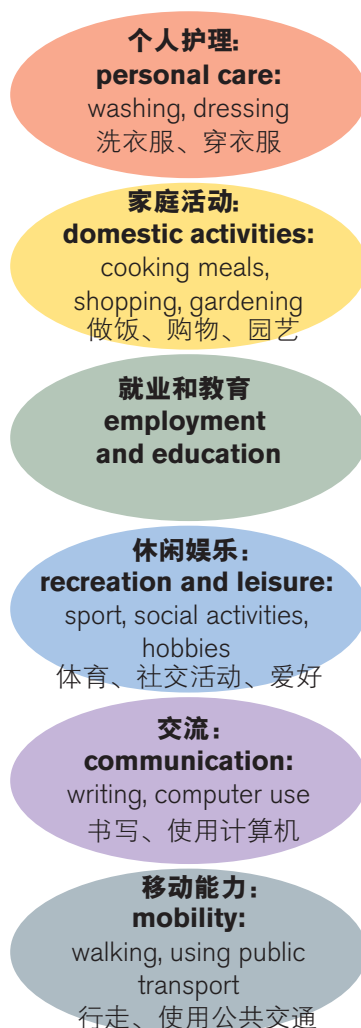 个人护理:
personal care:
washing, dressing
洗衣服、穿衣服
家庭活动:
domestic activities:
cooking meals,
shopping, gardening
做饭、购物、园艺
就业和教育
employment
and education
休闲娱乐：
recreation and leisure:
sport, social activities,
hobbies
体育、社交活动、爱好
交流：
communication:
writing, computer use
书写、使用计算机
移动能力：
mobility:
walking, using public
transport
行走、使用公共交通